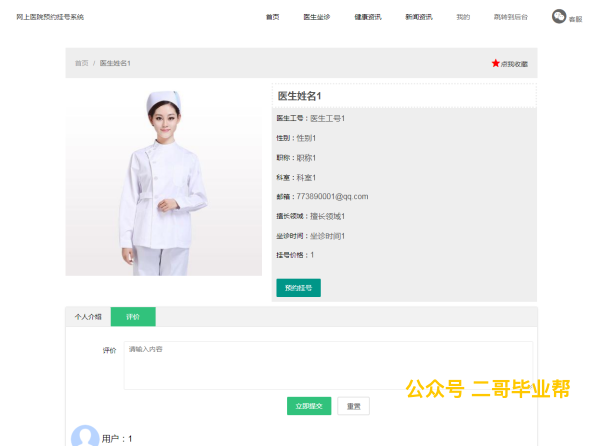 网上医院预约挂号系统 首页 医生坐诊 健康资讯 新闻资讯 我的 跳转到后台 客服
首页 / 医生姓名1 点我收藏
医生姓名1
医生工号：医生工号1
性别：性别1
职称：职称1
科室：科室1
邮箱：773890001@qq.com
擅长领域：擅长领域1
坐诊时间：坐诊时间1
挂号价格：1
预约挂号
个人介绍 评价
评价 请输入内容
公众号 二哥毕业帮
立即提交 重置
用户：1